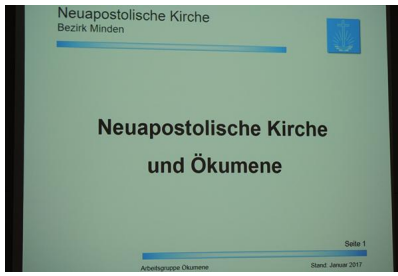 Neuapostolische Kirche
Bezirk Minden
Neuapostolische Kirche
und Ökumene
Seite 1
Arbeitsgruppe Ökumene
Stand: Januar 2017